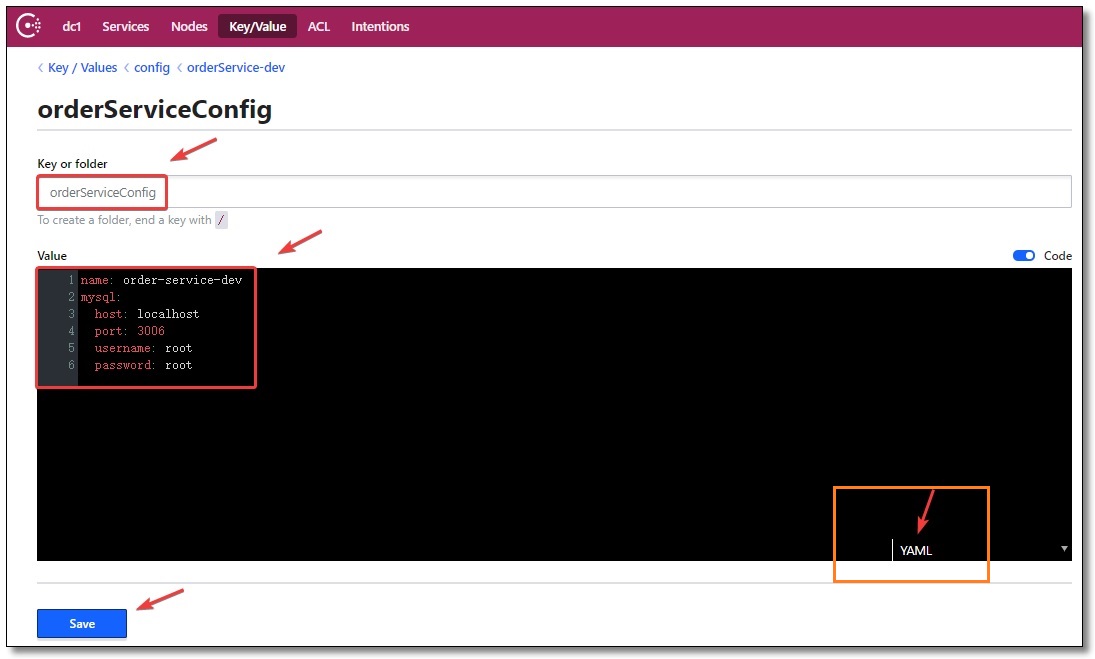 dc1 Services Nodes Key/Value ACL Intentions
Key / Values config orderService-dev
orderServiceConfig
Key or folder
orderServiceConfig
To create a folder, end a key with /
Value
Code
1 name: order-service-dev
2 mysql:
3 host: localhost
4 port: 3006
5 username: root
6 password: root
YAML
Save